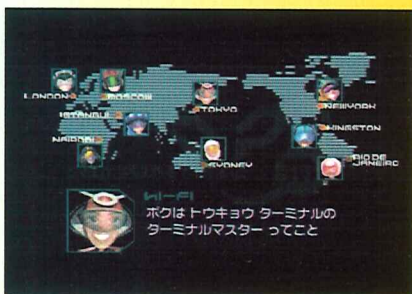 LONDON
MOSCOW
TOKYO
NEWYORK
ISTANBUL
KINGSTON
NAIROBI
SYDNEY
RIO DE
JANEIRO
WI-FI
ボクは トウキョウ ターミナルの
ターミナルマスター ってこと